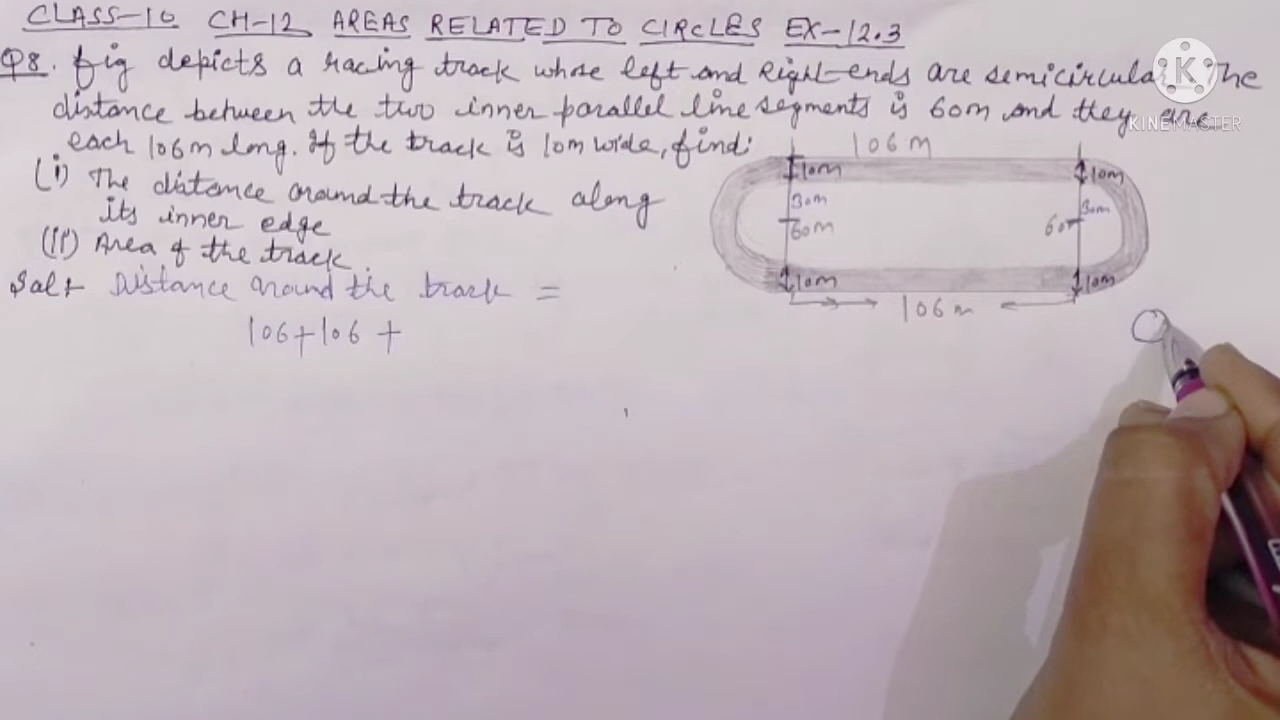 CLASS-10 CH-12 AREAS RELATED TO CIRCLES EX-12.3
Q8. fig depicts a racing track whose left and Right ends are semicircular The
distance between the two inner parallel line segments is 60m and they are
each 106m long. If the track is 10m wide, find:
(i) The distance around the track along
its inner edge
(II) Area of the track.
Distance around the track =
106+106 +
106 m
10m
10m
30m
30m
60m
10m
10m
106 m
K
KINEMASTER